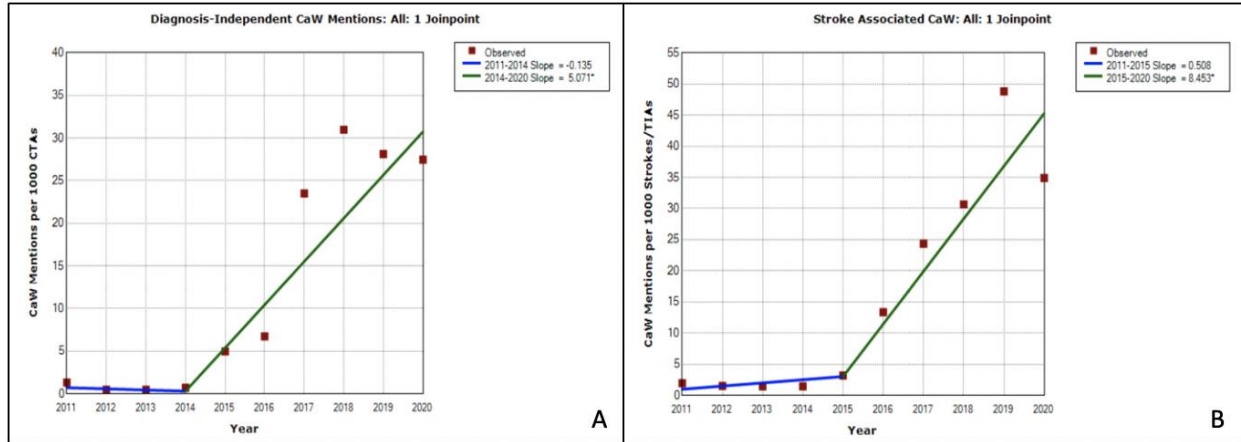 Diagnosis-Independent CaW Mentions: All: 1 Joinpoint
Observed
2011-2014 Slope = -0.135
2014-2020 Slope = 5.071*
CaW Mentions per 1000 CTAs
40
35
30
25
20
15
10
5
0
2011 2012 2013 2014 2015 2016 2017 2018 2019 2020
Year
A
Stroke Associated CaW: All: 1 Joinpoint
Observed
2011-2015 Slope = 0.508
2015-2020 Slope = 8.453*
CaW Mentions per 1000 Strokes/TIAs
55
50
45
40
35
30
25
20
15
10
5
0
2011 2012 2013 2014 2015 2016 2017 2018 2019 2020
Year
B